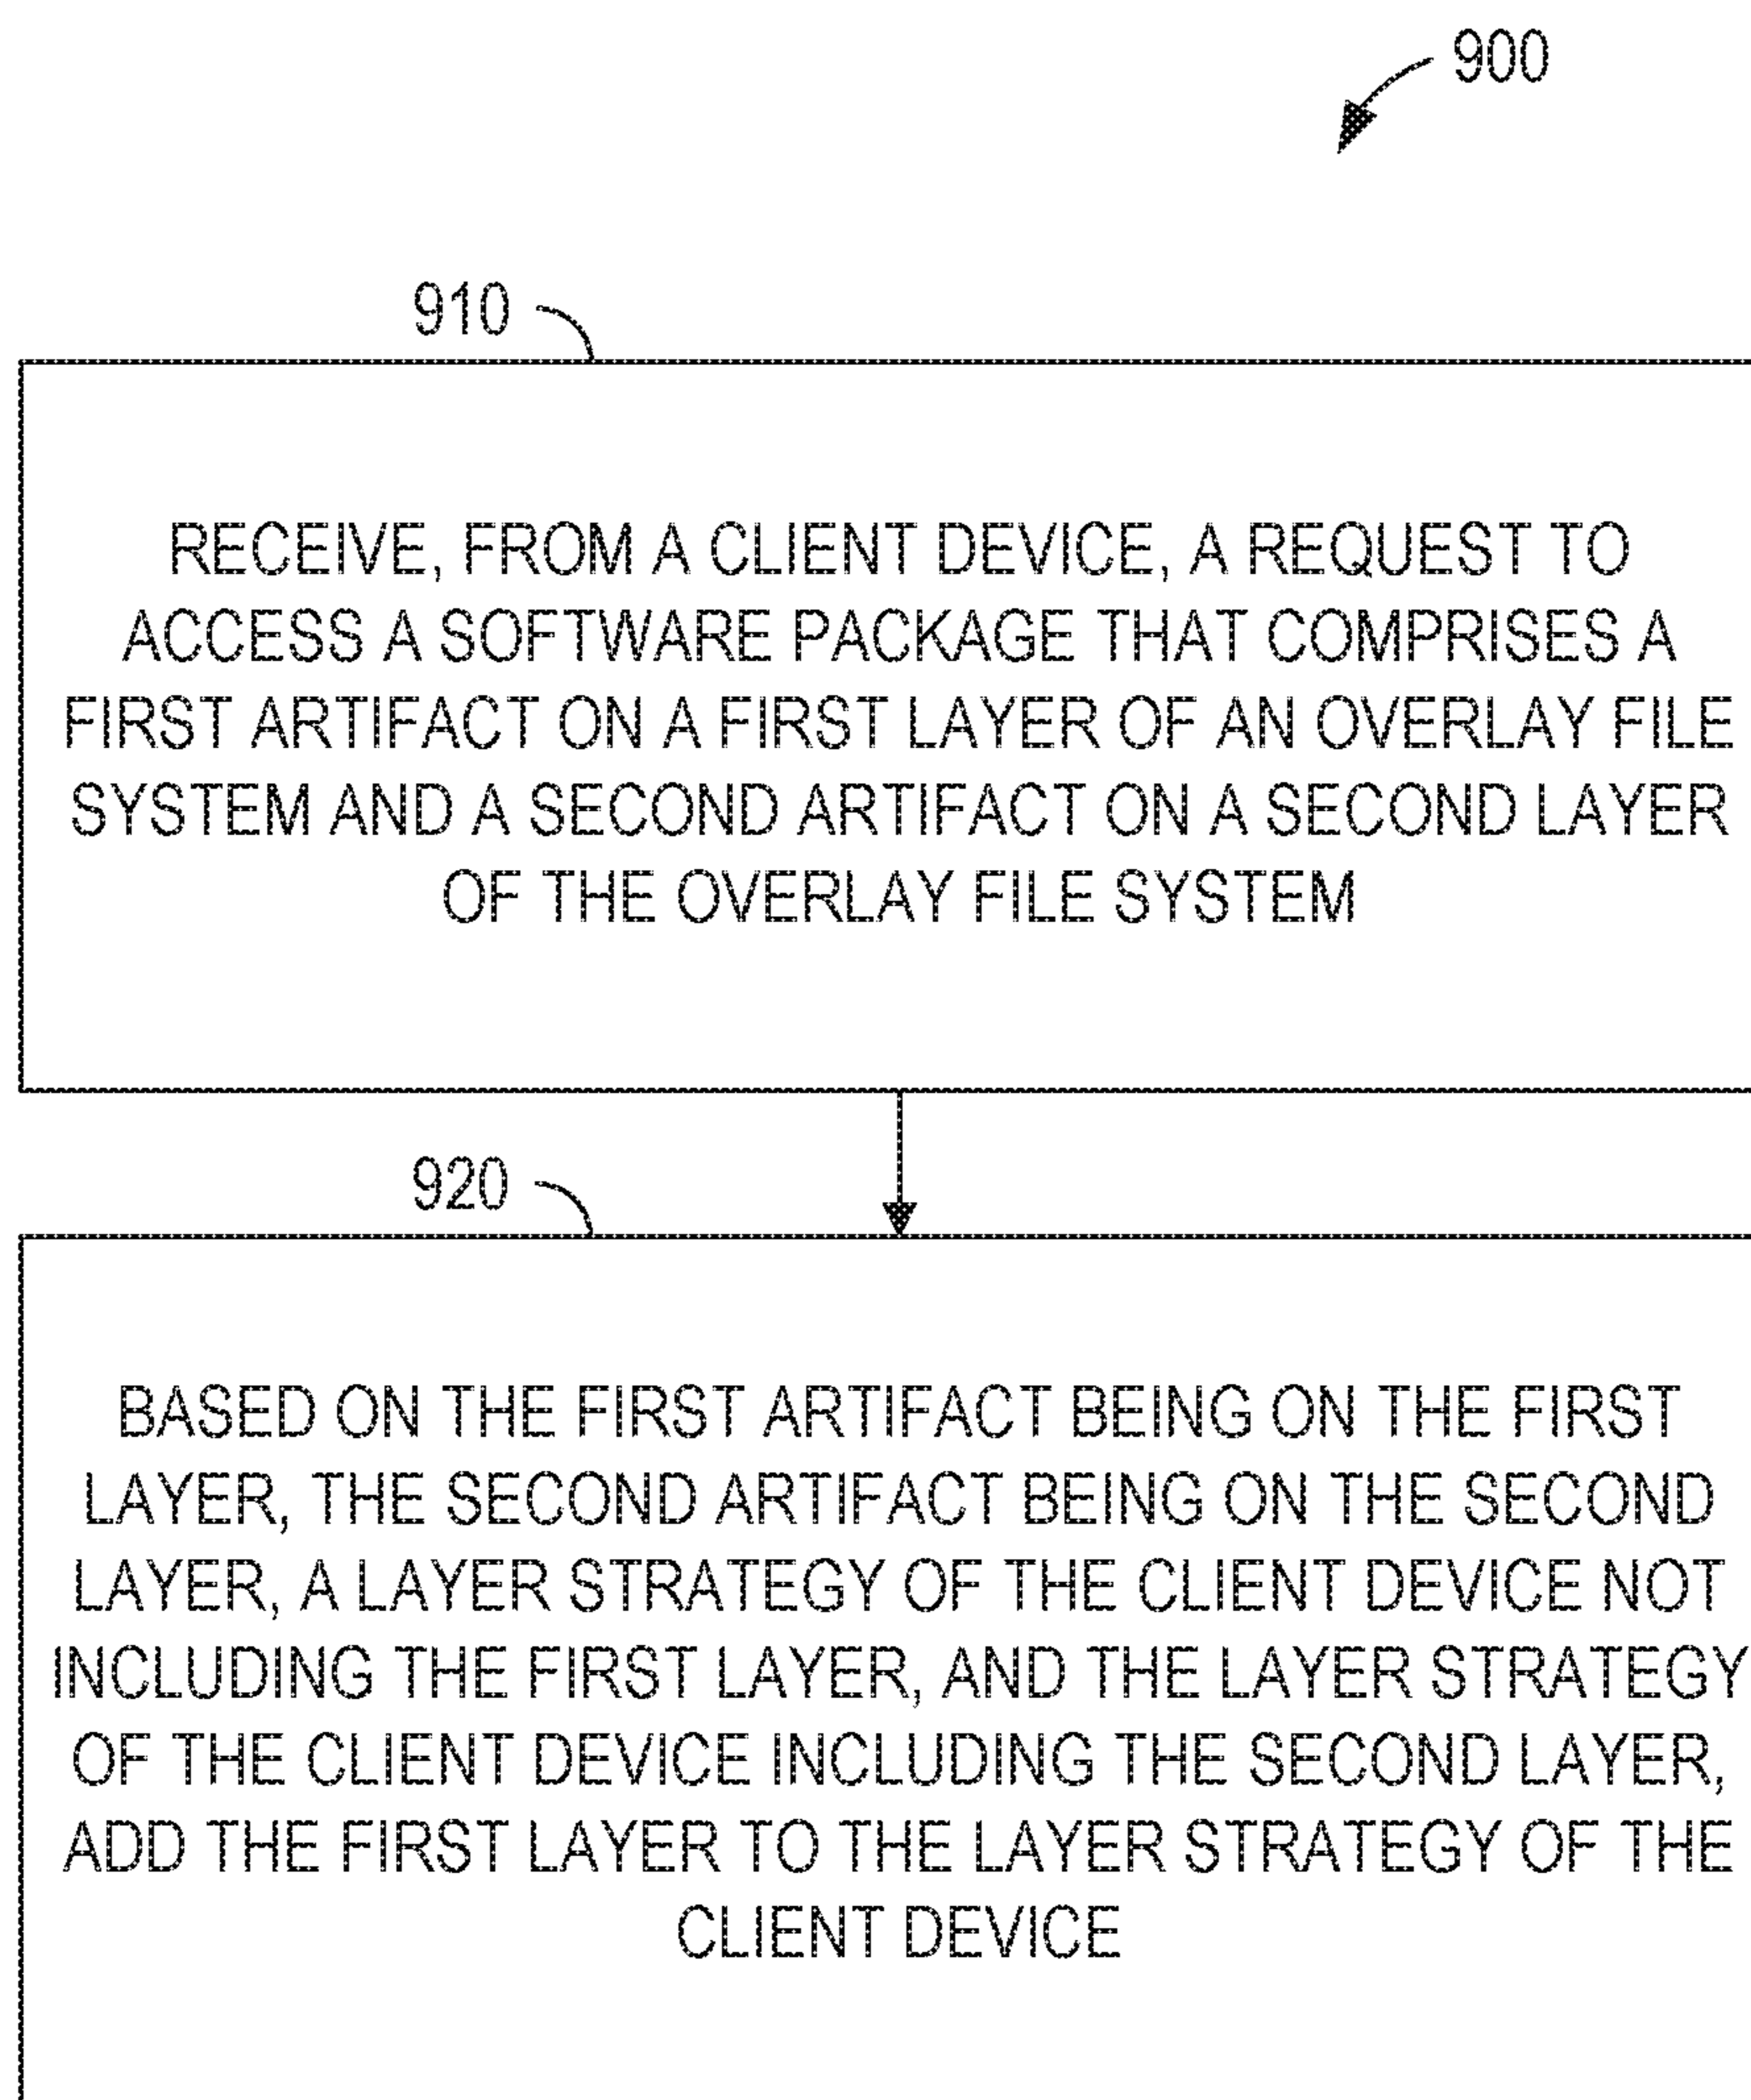 900
910
RECEIVE, FROM A CLIENT DEVICE, A REQUEST TO
ACCESS A SOFTWARE PACKAGE THAT COMPRISES A
FIRST ARTIFACT ON A FIRST LAYER OF AN OVERLAY FILE
SYSTEM AND A SECOND ARTIFACT ON A SECOND LAYER
OF THE OVERLAY FILE SYSTEM
920
BASED ON THE FIRST ARTIFACT BEING ON THE FIRST
LAYER, THE SECOND ARTIFACT BEING ON THE SECOND
LAYER, A LAYER STRATEGY OF THE CLIENT DEVICE NOT
INCLUDING THE FIRST LAYER, AND THE LAYER STRATEGY
OF THE CLIENT DEVICE INCLUDING THE SECOND LAYER,
ADD THE FIRST LAYER TO THE LAYER STRATEGY OF THE
CLIENT DEVICE